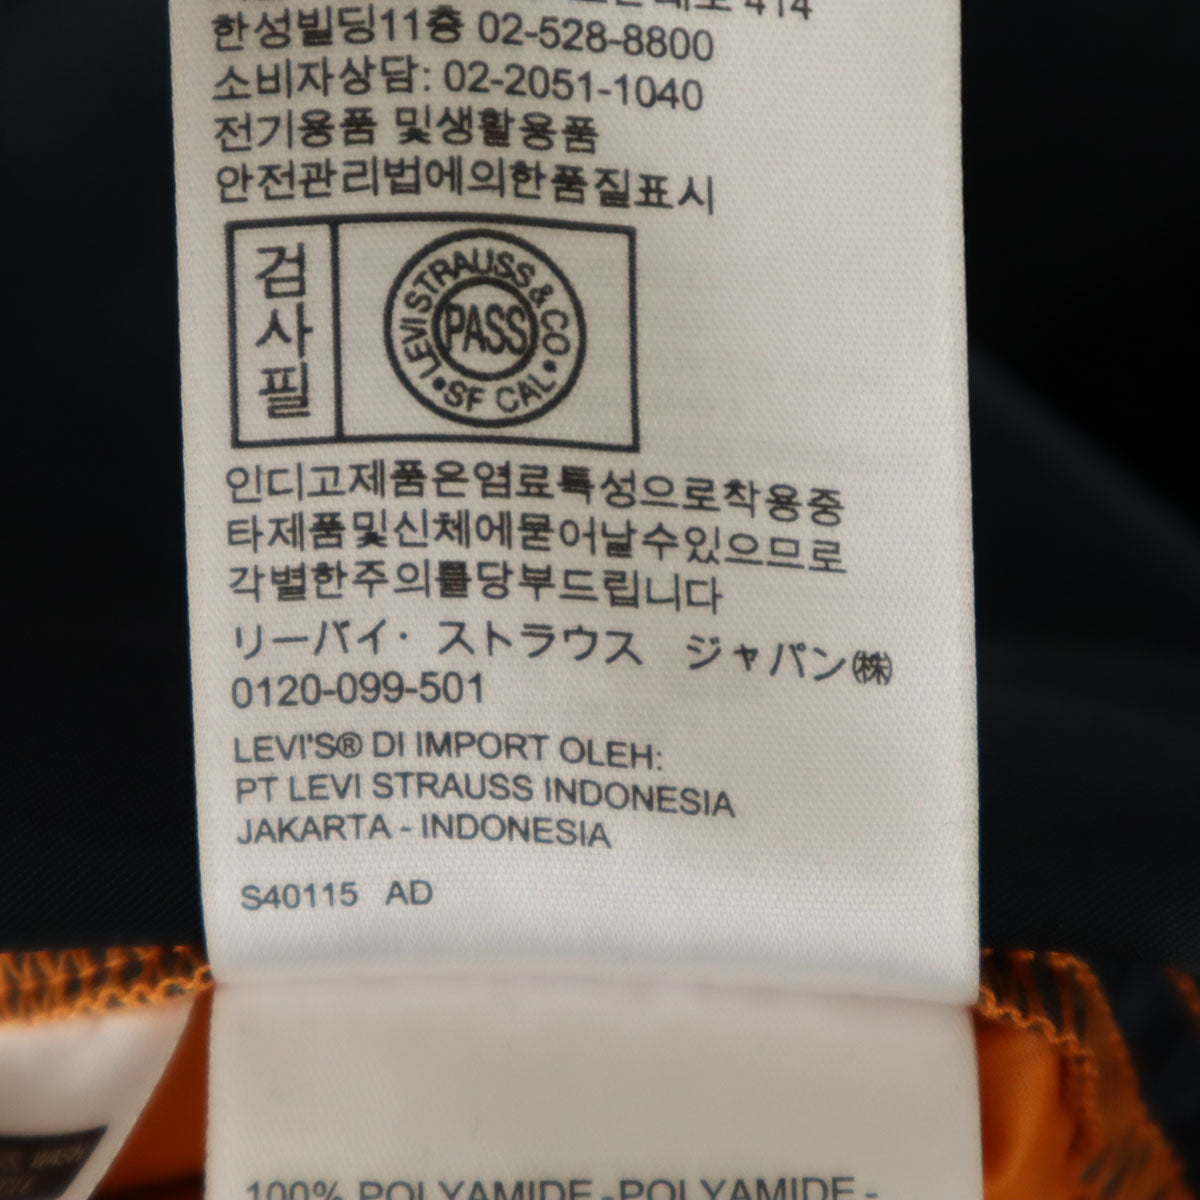 414
한성빌딩11층 02-528-8800
소비자상담: 02-2051-1040
전기용품 및생활용품
안전관리법에의한품질표시
검사필
LEVI STRAUSS & CO
PASS
SF CAL
인디고제품은염료특성으로착용중
타제품및신체에묻어날수있으므로
각별한주의를당부드립니다
リーバイ・ ストラウス ジャパン㈱
0120-099-501
LEVI'S® DI IMPORT OLEH:
PT LEVI STRAUSS INDONESIA
JAKARTA - INDONESIA
S40115 AD
100% POLYAMIDE -POLYAMIDE -
WASH